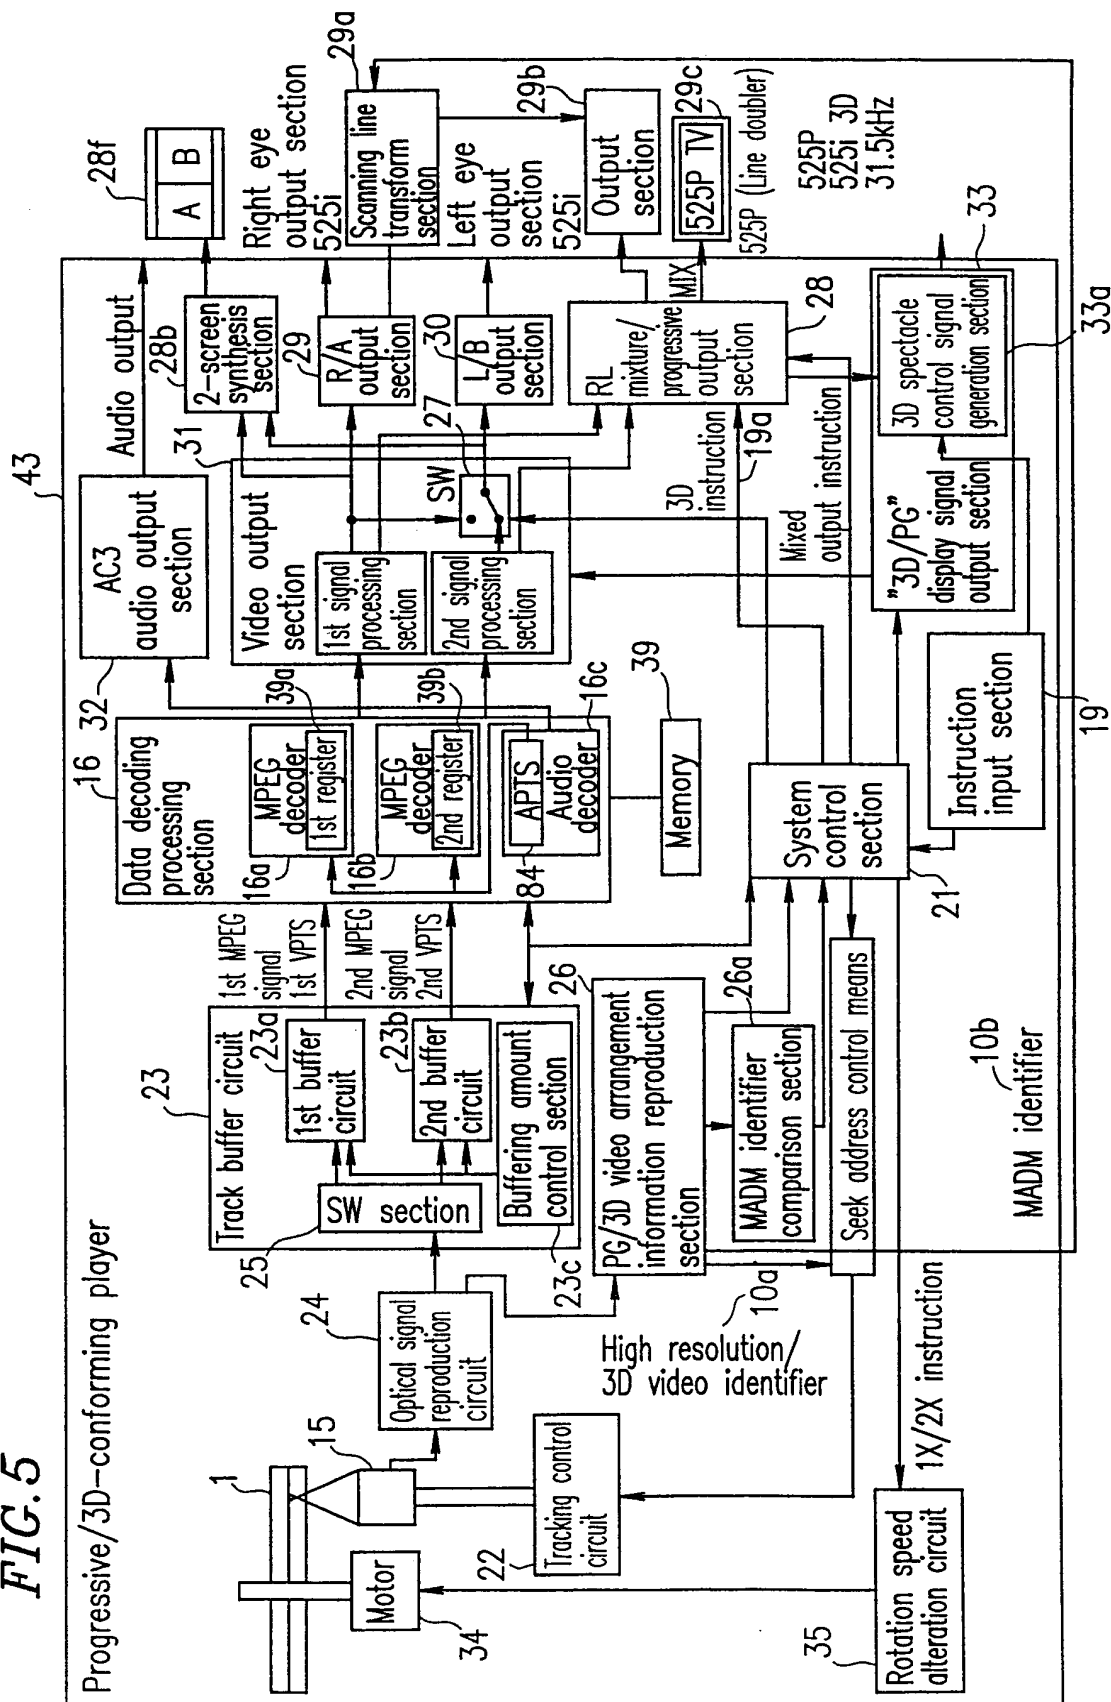 FIG. 5
Progressive/3D-conforming player
43
1
15
Motor
34
22
Tracking control
circuit
35
Rotation speed
alteration circuit
1X/2X instruction
24
Optical signal
reproduction
circuit
High resolution/
3D video identifier
10a
23
Track buffer circuit
25
SW section
23a
1st buffer
circuit
23b
2nd buffer
circuit
Buffering amount
control section
23c
1st MPEG
signal
1st VPTS
2nd MPEG
signal
2nd VPTS
26
PG/3D video arrangement
information reproduction
section
26a
MADM identifier
comparison section
Seek address control means
10b
MADM identifier
16
Data decoding
processing
section
MPEG
decoder
39a
1st register
16a
MPEG
decoder
39b
2nd register
16b
APTS
84
Audio
decoder
16c
Memory
39
System
control
section
21
Instruction
input section
19
32
AC3
audio output
section
Audio output
31
Video output
section
1st signal
processing
section
2nd signal
processing
section
SW
27
3D
instruction
19a
Mixed
output instruction
"3D/PG"
display signal
output section
3D spectacle
control signal
generation section
33
33a
28b
2-screen
synthesis
section
29
R/A
output
section
30
L/B
output
section
RL
mixture/
progressive
output
section
28
MIX
28f
A
B
Right eye
output section
525i
Scanning line
transform
section
29a
Left eye
output
section
525i
29b
Output
section
525P TV
29c
525P (Line doubler)
525P
525i 3D
31.5kHz